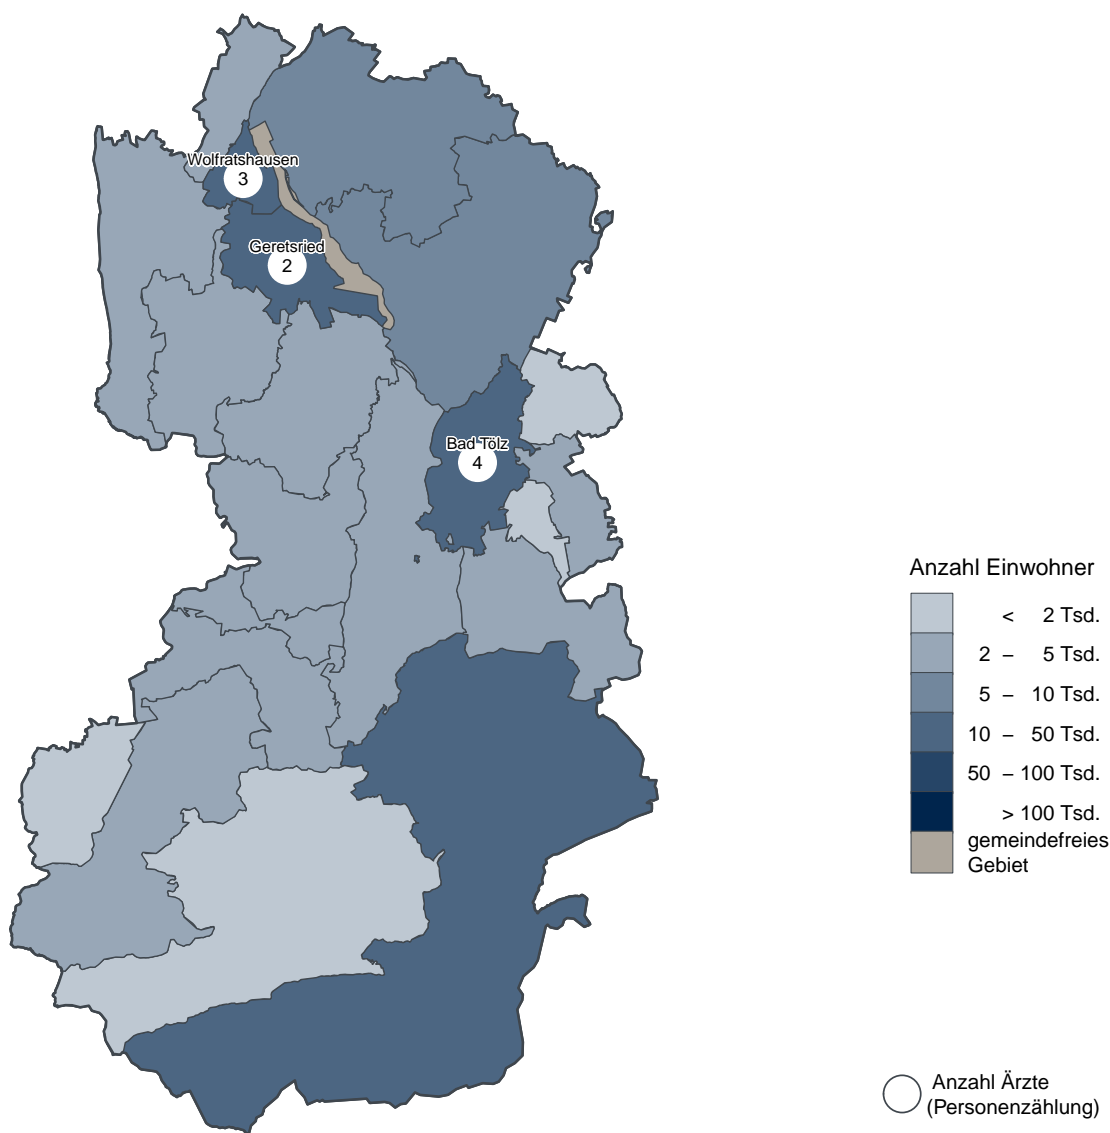 Wolfratshausen
3
Geretsried
2
Bad Tölz
4
Anzahl Einwohner
< 2 Tsd.
2 – 5 Tsd.
5 – 10 Tsd.
10 – 50 Tsd.
50 – 100 Tsd.
> 100 Tsd.
gemeindefreies
Gebiet
Anzahl Ärzte
(Personenzählung)